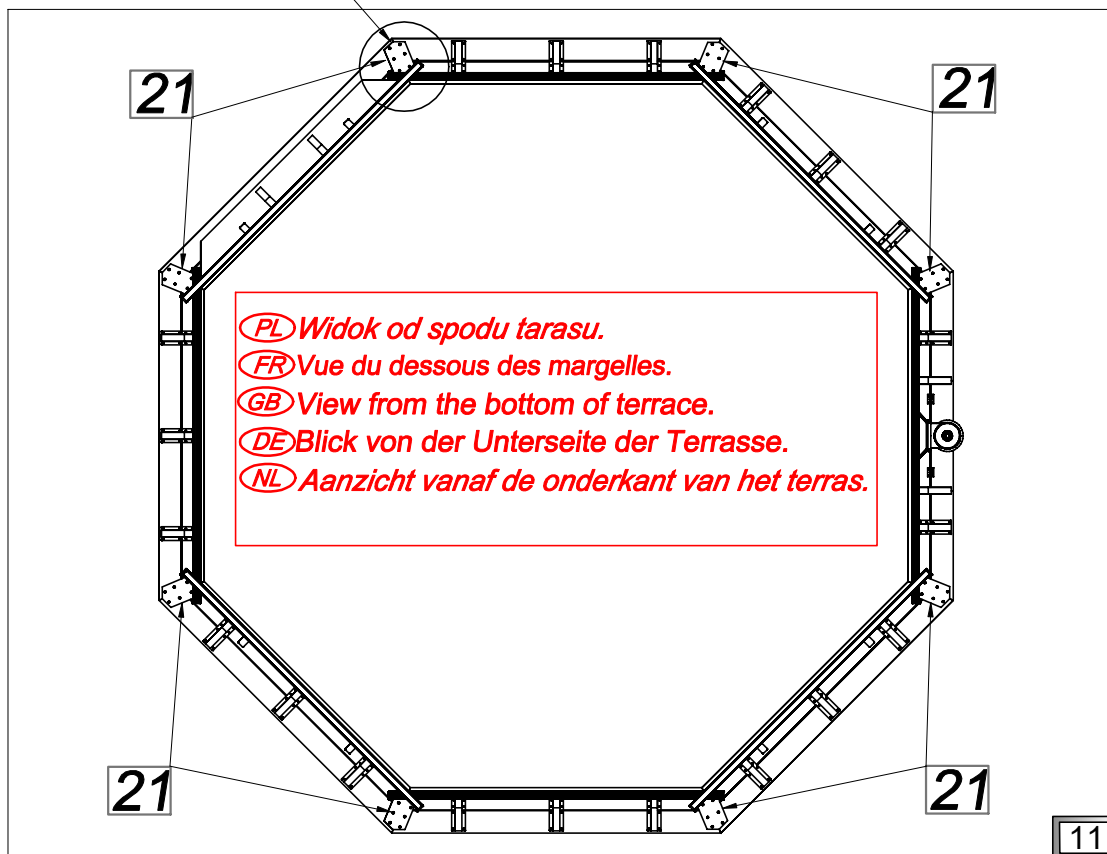 21
21
PL Widok od spodu tarasu.
FR Vue du dessous des margelles.
GB View from the bottom of terrace.
DE Blick von der Unterseite der Terrasse.
NL Aanzicht vanaf de onderkant van het terras.
21
21
11